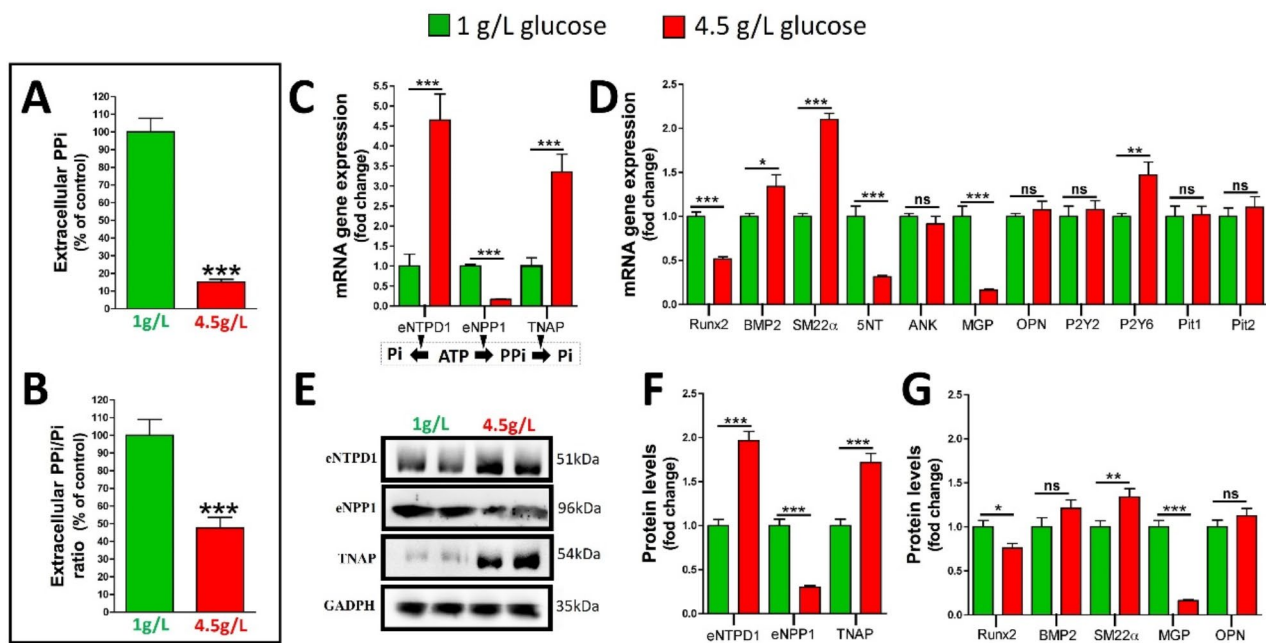 1 g/L glucose 4.5 g/L glucose
A
Extracellular PPi
(% of control)
120
110
100
90
80
70
60
50
40
30
20
10
0
***
1g/L 4.5g/L
B
Extracellular PPi/Pi
ratio (% of control)
120
110
100
90
80
70
60
50
40
30
20
10
0
***
1g/L 4.5g/L
C
mRNA gene expression
(fold change)
5.5
5.0
4.5
4.0
3.5
3.0
2.5
2.0
1.5
1.0
0.5
0.0
*** *** ***
eNTPD1 eNPP1 TNAP
Pi ATP PPi Pi
D
mRNA gene expression
(fold change)
2.5
2.0
1.5
1.0
0.5
0.0
*** * *** *** ns *** ns ns ** ns ns
Runx2 BMP2 SM22α 5NT ANK MGP OPN P2Y2 P2Y6 Pit1 Pit2
E
1g/L 4.5g/L
eNTPD1 51kDa
eNPP1 96kDa
TNAP 54kDa
GADPH 35kDa
F
Protein levels
(fold change)
2.5
2.0
1.5
1.0
0.5
0.0
*** *** ***
eNTPD1 eNPP1 TNAP
G
Protein levels
(fold change)
2.5
2.0
1.5
1.0
0.5
0.0
* ns ** *** ns
Runx2 BMP2 SM22α MGP OPN